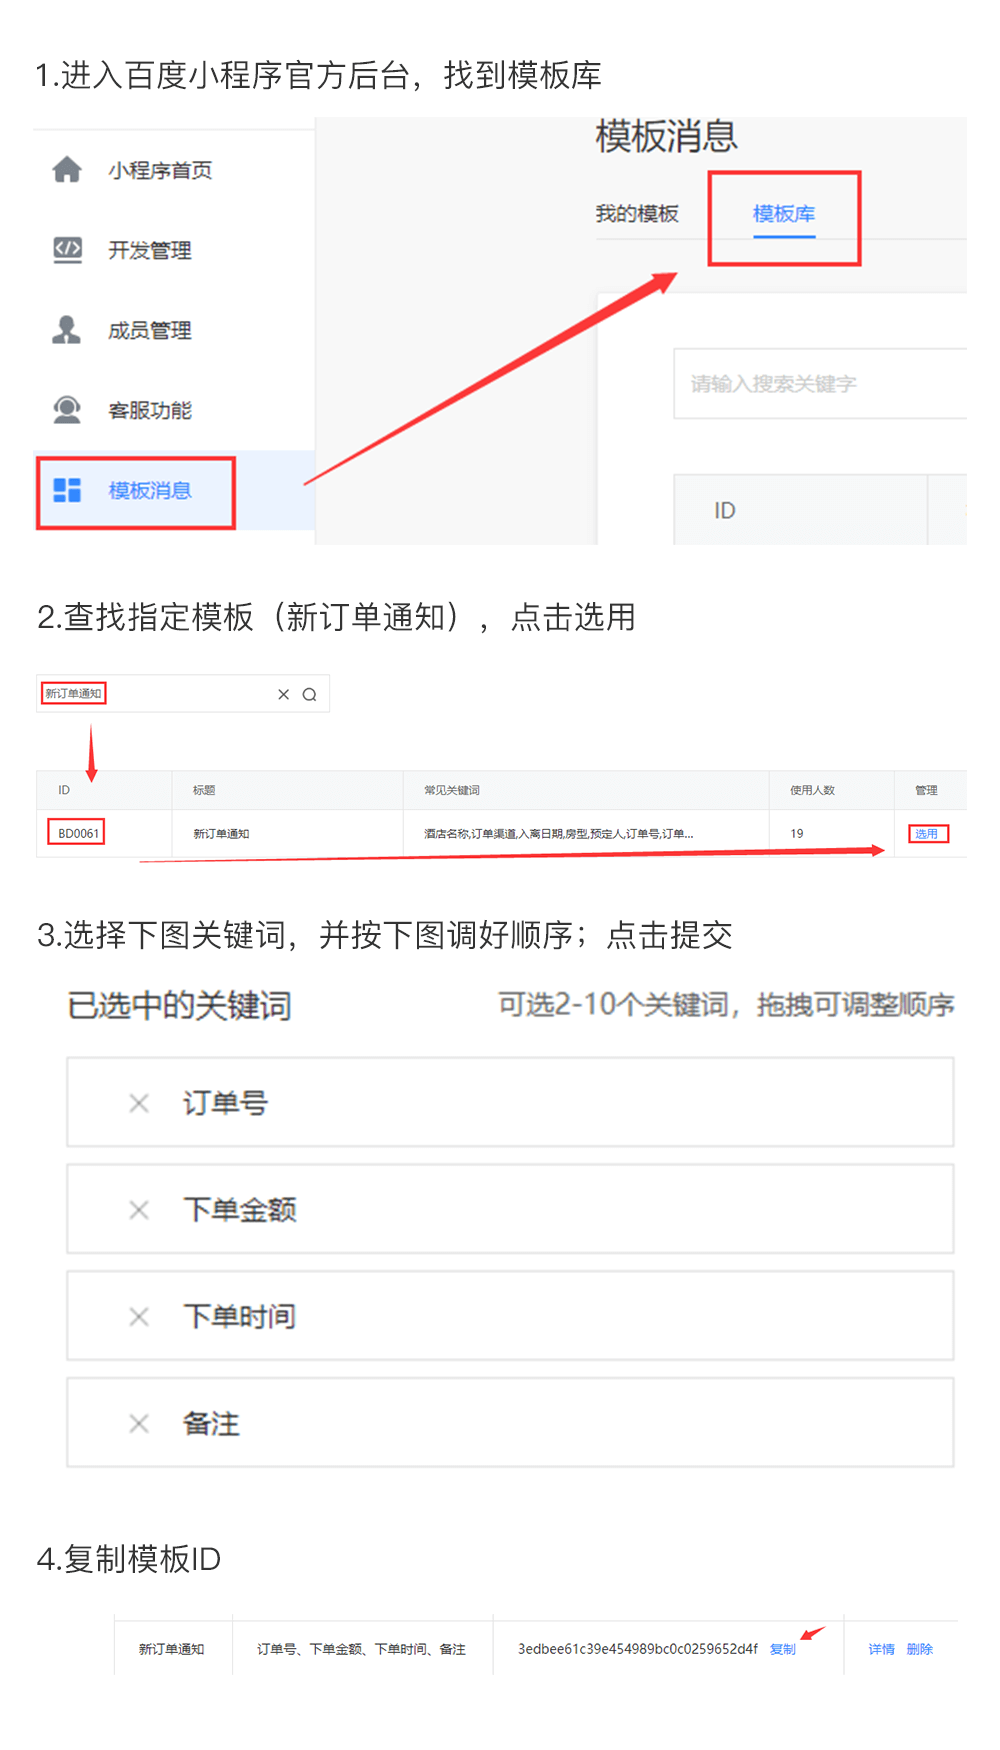 1.进入百度小程序官方后台，找到模板库
模板消息
小程序首页
我的模板 模板库
开发管理
成员管理
请输入搜索关键字
客服功能
模板消息
ID
2.查找指定模板（新订单通知），点击选用
新订单通知
ID 标题 常见关键词 使用人数 管理
BD0061 新订单通知 酒店名称,订单渠道,入离日期,房型,预定人,订单号,订单... 19 选用
3.选择下图关键词，并按下图调好顺序；点击提交
已选中的关键词 可选2-10个关键词，拖拽可调整顺序
订单号
下单金额
下单时间
备注
4.复制模板ID
新订单通知 订单号、下单金额、下单时间、备注 3edbee61c39e454989bc0c0259652d4f 复制 详情 删除